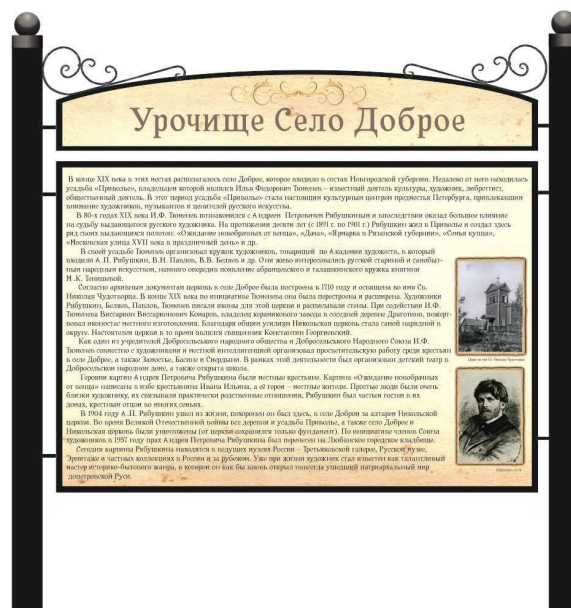 Урочище Село Доброе
В конце XIX века в этих местах располагалось село Доброе, которое входило в состав Новгородской губернии. Недалеко от него находилась
усадьба «Приволье», владельцем которой являлся Илья Федорович Тюменев – известный деятель культуры, художник, либреттист,
общественный деятель. В этот период усадьба «Приволье» стала настоящим культурным центром предместья Петербурга, привлекавшим
внимание художников, музыкантов и ценителей русского искусства.
В 80-х годах XIX века И.Ф. Тюменев познакомился с Андреем Петровичем Рябушкиным и впоследствии оказал большое влияние
на судьбу выдающегося русского художника. На протяжении десяти лет (с 1891 г. по 1901 г.) Рябушкин жил в Приволье и создал здесь
ряд своих выдающихся полотен: «Ожидание новобрачных от венца», «Дача», «Ярмарка в Рязанской губернии», «Семья купца»,
«Московская улица XVII века в праздничный день» и др.
В своей усадьбе Тюменев организовал кружок художников, товарищей по Академии художеств, в который
входили А.П. Рябушкин, В.Н. Павлов, В.В. Беляев и др. Они живо интересовались русской стариной и самобыт-
ным народным искусством, намного опередив появление абрамцевского и талашкинского кружка княгини
М .К. Тенишевой.
Согласно архивным документам церковь в селе Доброе была построена в 1710 году и освящена во имя Св.
Николая Чудотворца. В конце XIX века по инициативе Тюменева она была перестроена и расширена. Художники
Рябушкин, Беляев, Павлов, Тюменев писали иконы для этой церкви и расписывали стены. При содействии И.Ф.
Тюменева Виссарион Виссарионович Комаров, владелец керамикового завода в соседней деревне Драготино, пожерт-
вовал иконостас местного изготовления. Благодаря общим усилиям Никольская церковь стала самой нарядной в
округе. Настоятелем церкви в то время являлся священник Константин Георгиевский.
Как один из учредителей Добросельского народного общества и Добросельского Народного Союза И.Ф.
Тюменев совместно с художниками и местной интеллигенцией организовал просветительскую работу среди крестьян
в селе Доброе, а также Замостье, Басине и Смердыни. В рамках этой деятельности был организован детский театр в
Добросельском народном доме, а также открыта школа.
Героями картин Андрея Петровича Рябушкина были местные крестьяне. Картина «Ожидание новобранных
от венца» написана в избе крестьянина Ивана Ильина, а её герои – местные жители. Простые люди были очень
близки художнику, их связывали практически родственные отношения, Рябушкин был частым гостем в их
домах, крестным отцом во многих семьях.
В 1904 году А.П. Рябушкин ушел из жизни, похоронен он был здесь, в селе Доброе за алтарем Никольской
церкви. Во время Великой Отечественной войны все деревни и усадьба Приволье, а также село Доброе и
Никольская церковь были уничтожены (от церкви сохранился только фундамент). По инициативе членов Союза
художников в 1957 году прах Андрея Петровича Рябушкина был перенесен на Любанское городское кладбище.
Сегодня картины Рябушкина находятся в ведущих музеях России – Третьяковской галерее, Русском музее,
Эрмитаже и частных коллекциях в России и за рубежом. Уже при жизни художник стал известен как талантливый
мастер историко-бытового жанра, в котором он как бы вновь открыл навсегда ушедший патриархальный мир
допетровской Руси.
Церковь во имя Св. Николая Чудотворца
Рябушкин А.П.